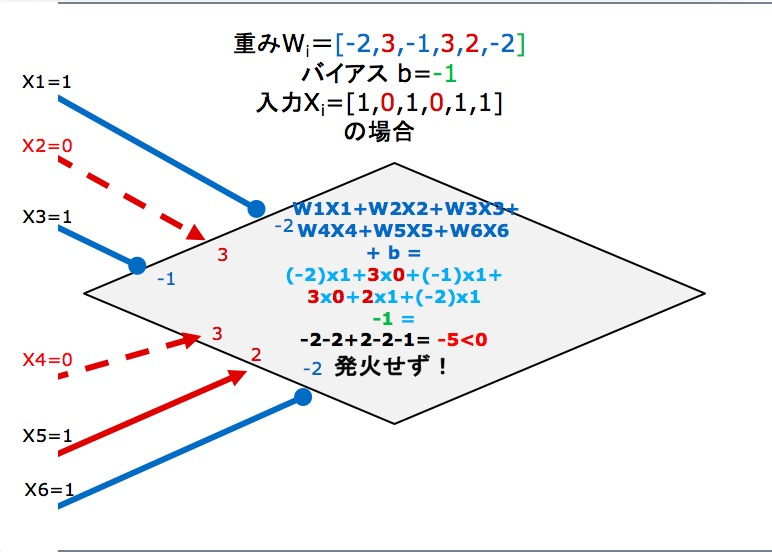 重みWi＝[-2,3,-1,3,2,-2]
バイアス b=-1
入力Xi=[1,0,1,0,1,1]
の場合
X1=1
X2=0
X3=1
-2
3
-1
W1X1+W2X2+W3X3+
W4X4+W5X5+W6X6
+ b =
(-2)x1+3x0+(-1)x1+
3x0+2x1+(-2)x1
-1 =
-2-2+2-2-1= -5<0
発火せず！
3
2
-2
X4=0
X5=1
X6=1